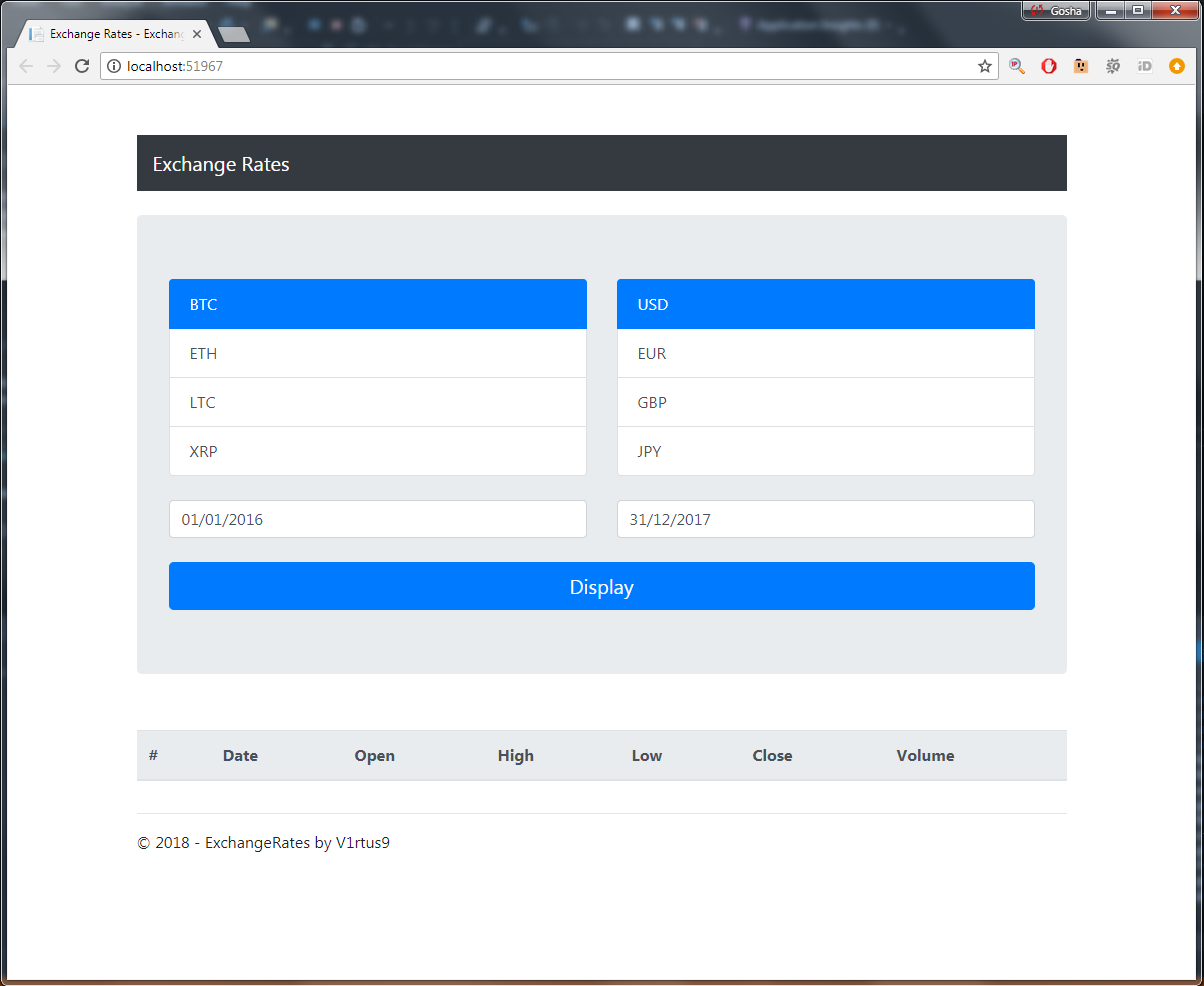 Gosha
Exchange Rates - Exchang
localhost:51967
Exchange Rates
BTC
USD
ETH
EUR
LTC
GBP
XRP
JPY
01/01/2016
31/12/2017
Display
# Date Open High Low Close Volume
© 2018 - ExchangeRates by V1rtus9